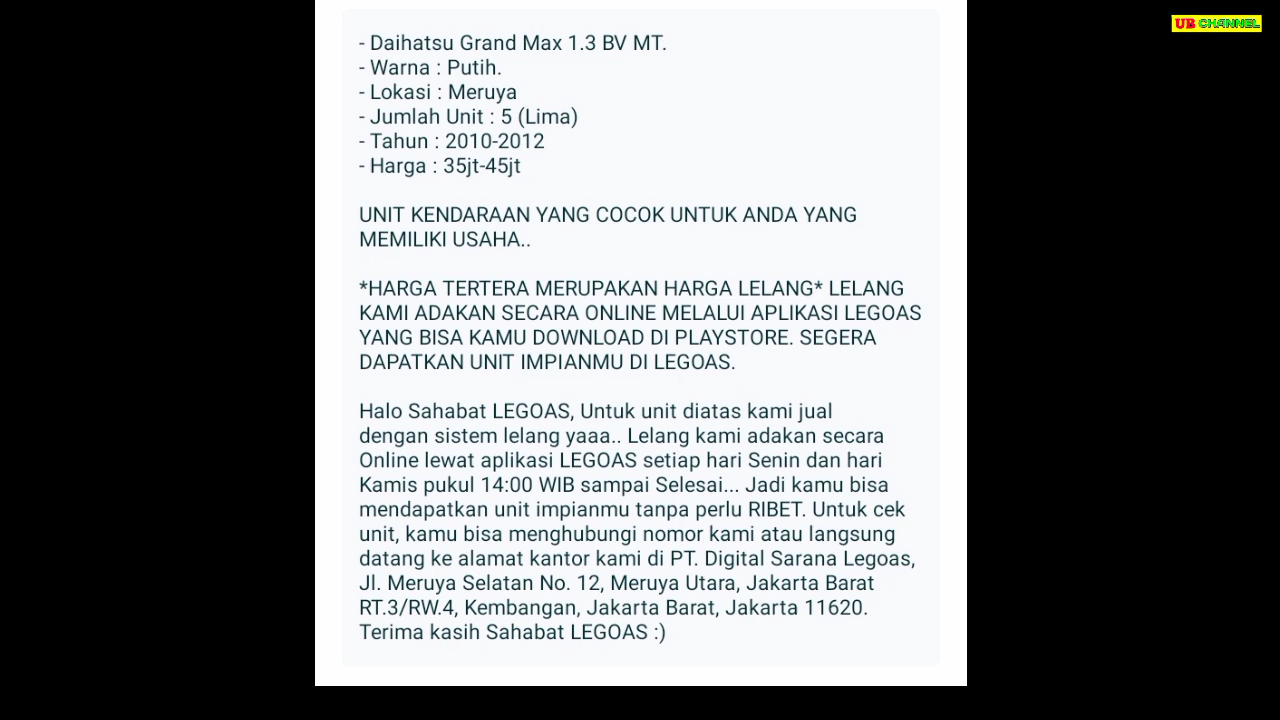 UB CHANNEL
- Daihatsu Grand Max 1.3 BV MT.
- Warna : Putih.
- Lokasi : Meruya
- Jumlah Unit : 5 (Lima)
- Tahun : 2010-2012
- Harga : 35jt-45jt
UNIT KENDARAAN YANG COCOK UNTUK ANDA YANG
MEMILIKI USAHA..
*HARGA TERTERA MERUPAKAN HARGA LELANG* LELANG
KAMI ADAKAN SECARA ONLINE MELALUI APLIKASI LEGOAS
YANG BISA KAMU DOWNLOAD DI PLAYSTORE. SEGERA
DAPATKAN UNIT IMPIANMU DI LEGOAS.
Halo Sahabat LEGOAS, Untuk unit diatas kami jual
dengan sistem lelang yaaa.. Lelang kami adakan secara
Online lewat aplikasi LEGOAS setiap hari Senin dan hari
Kamis pukul 14:00 WIB sampai Selesai... Jadi kamu bisa
mendapatkan unit impianmu tanpa perlu RIBET. Untuk cek
unit, kamu bisa menghubungi nomor kami atau langsung
datang ke alamat kantor kami di PT. Digital Sarana Legoas,
Jl. Meruya Selatan No. 12, Meruya Utara, Jakarta Barat
RT.3/RW.4, Kembangan, Jakarta Barat, Jakarta 11620.
Terima kasih Sahabat LEGOAS :)